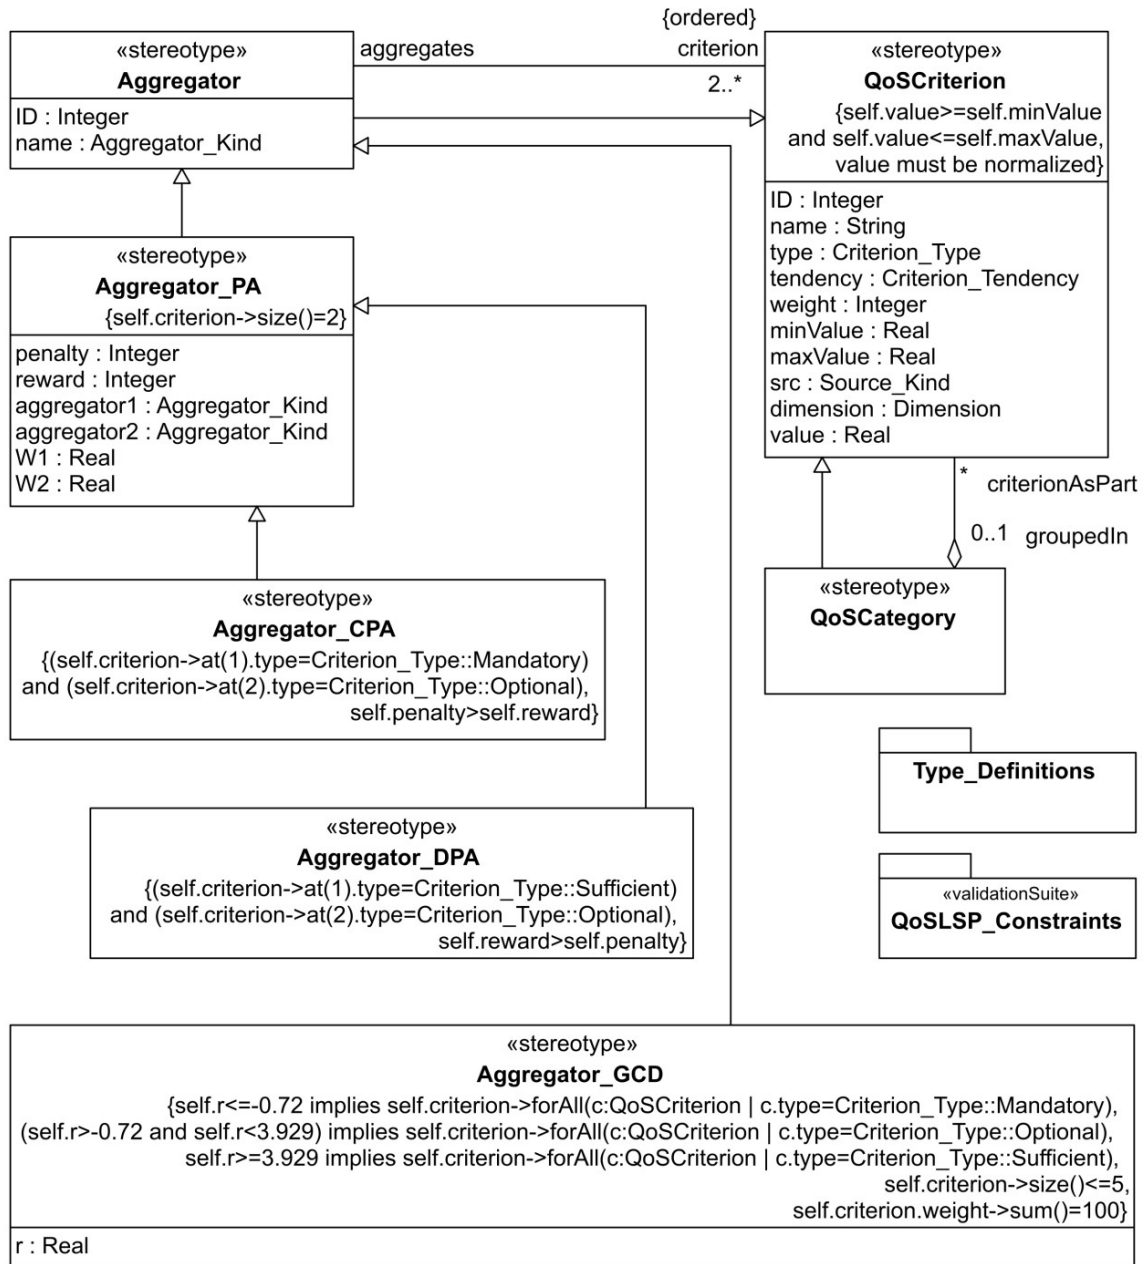 {ordered}
«stereotype»
Aggregator
aggregates
criterion
2..*
ID : Integer
name : Aggregator_Kind
«stereotype»
QoSCriterion
{self.value>=self.minValue
and self.value<=self.maxValue,
value must be normalized}
ID : Integer
name : String
type : Criterion_Type
tendency : Criterion_Tendency
weight : Integer
minValue : Real
maxValue : Real
src : Source_Kind
dimension : Dimension
value : Real
«stereotype»
Aggregator_PA
{self.criterion->size()=2}
penalty : Integer
reward : Integer
aggregator1 : Aggregator_Kind
aggregator2 : Aggregator_Kind
W1 : Real
W2 : Real
*
criterionAsPart
0..1
groupedIn
«stereotype»
QoSCategory
«stereotype»
Aggregator_CPA
{(self.criterion->at(1).type=Criterion_Type::Mandatory)
and (self.criterion->at(2).type=Criterion_Type::Optional),
self.penalty>self.reward}
Type_Definitions
«stereotype»
Aggregator_DPA
{(self.criterion->at(1).type=Criterion_Type::Sufficient)
and (self.criterion->at(2).type=Criterion_Type::Optional),
self.reward>self.penalty}
«validationSuite»
QoSLSP_Constraints
«stereotype»
Aggregator_GCD
{self.r<=-0.72 implies self.criterion->forAll(c:QoSCriterion | c.type=Criterion_Type::Mandatory),
(self.r>-0.72 and self.r<3.929) implies self.criterion->forAll(c:QoSCriterion | c.type=Criterion_Type::Optional),
self.r>=3.929 implies self.criterion->forAll(c:QoSCriterion | c.type=Criterion_Type::Sufficient),
self.criterion->size()<=5,
self.criterion.weight->sum()=100}
r : Real